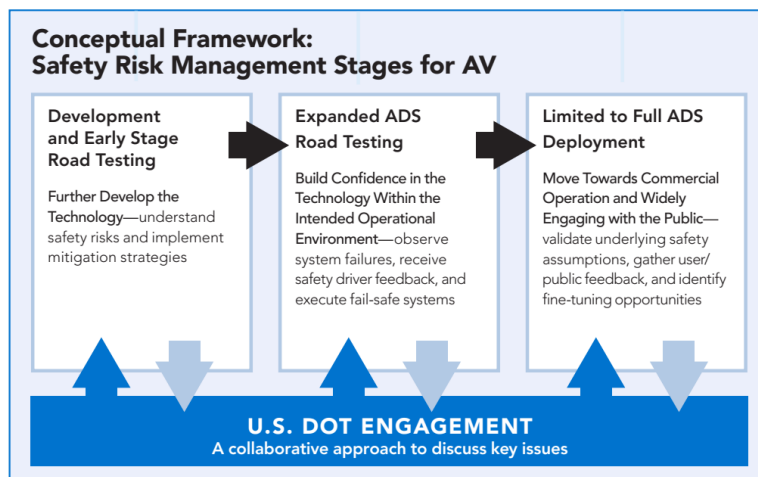 Conceptual Framework:
Safety Risk Management Stages for AV
Development
and Early Stage
Road Testing
Further Develop the
Technology—understand
safety risks and implement
mitigation strategies
Expanded ADS
Road Testing
Build Confidence in the
Technology Within the
Intended Operational
Environment—observe
system failures, receive
safety driver feedback, and
execute fail-safe systems
Limited to Full ADS
Deployment
Move Towards Commercial
Operation and Widely
Engaging with the Public—
validate underlying safety
assumptions, gather user/
public feedback, and identify
fine-tuning opportunities
U.S. DOT ENGAGEMENT
A collaborative approach to discuss key issues